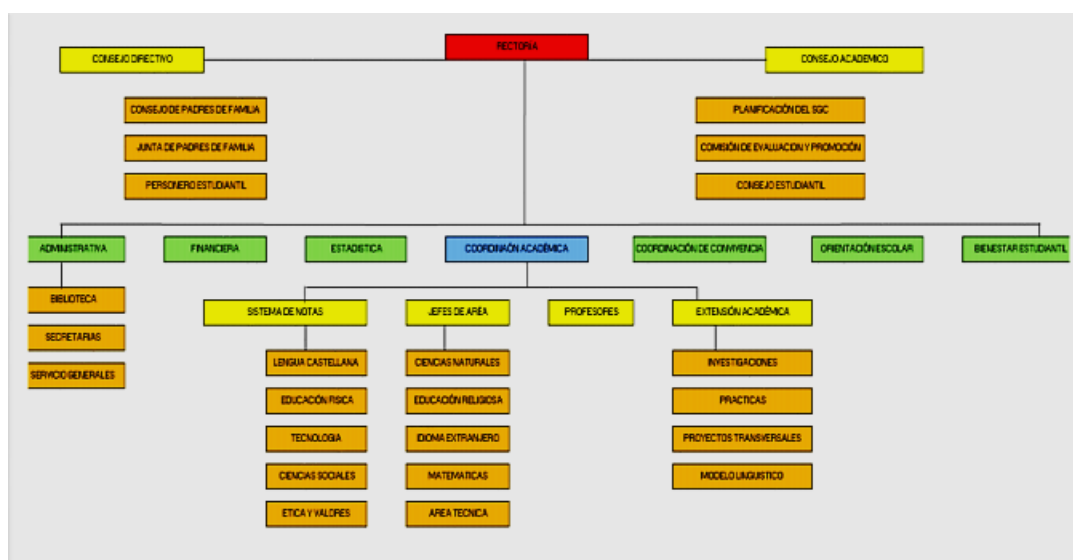 RECTORIA
CONSEJO DIRECTIVO
CONSEJO ACADEMICO
CONSEJO DE PADRES DE FAMILIA
PLANIFICACIÓN DEL SGC
JUNTA DE PADRES DE FAMILIA
COMISIÓN DE EVALUACION Y PROMOCIÓN
PERSONERO ESTUDIANTIL
CONSEJO ESTUDIANTIL
ADMINISTRATIVA
FINANCIERA
ESTADISTICA
COORDINAÓN ACADÉMICA
COORDINACIÓN DE CONVIVENCIA
ORIENTACIÓN ESCOLAR
BIENESTAR ESTUDIANTIL
BIBLIOTECA
SECRETARIAS
SERVICIO GENERALES
SISTEMA DE NOTAS
JEFES DE ARÉA
PROFESORES
EXTENSIÓN ACADÉMICA
LENGUA CASTELLANA
CIENCIAS NATURALES
INVESTIGACIONES
EDUCACIÓN FISICA
EDUCACIÓN RELIGIOSA
PRACTICAS
TECNOLOGIA
IDIOMA EXTRANJERO
PROYECTOS TRANSVERSALES
CIENCIAS SOCIALES
MATEMATICAS
MODELO LINGUISTICO
ETICA Y VALORES
AREA TECNICA